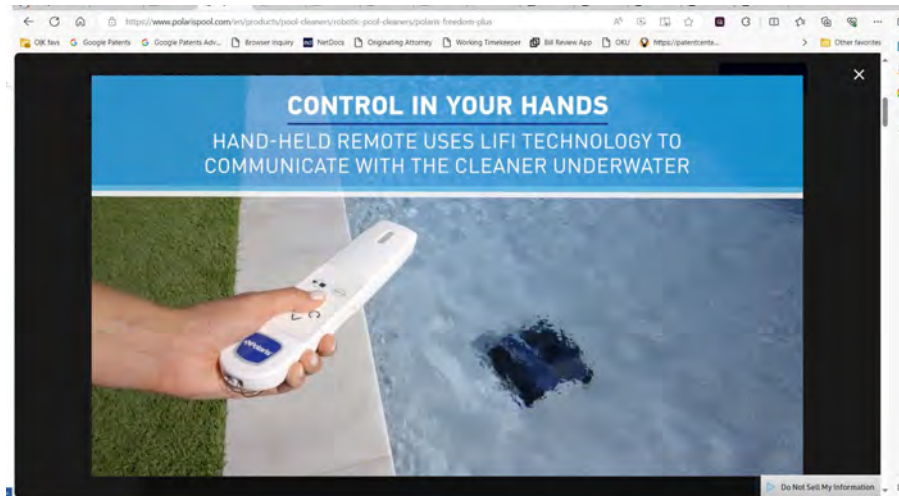 https://www.polarispool.com/en/products/pool-cleaners/robotic-pool-cleaners/polaris-freedom-plus
OJK favs Google Patents Google Patents Adv... Browser Inquiry NetDocs Originating Attorney Working Timekeeper Bill Review App OKU https://patentcente... Other favorites
CONTROL IN YOUR HANDS
HAND-HELD REMOTE USES LIFI TECHNOLOGY TO
COMMUNICATE WITH THE CLEANER UNDERWATER
Polaris
Do Not Sell My Information